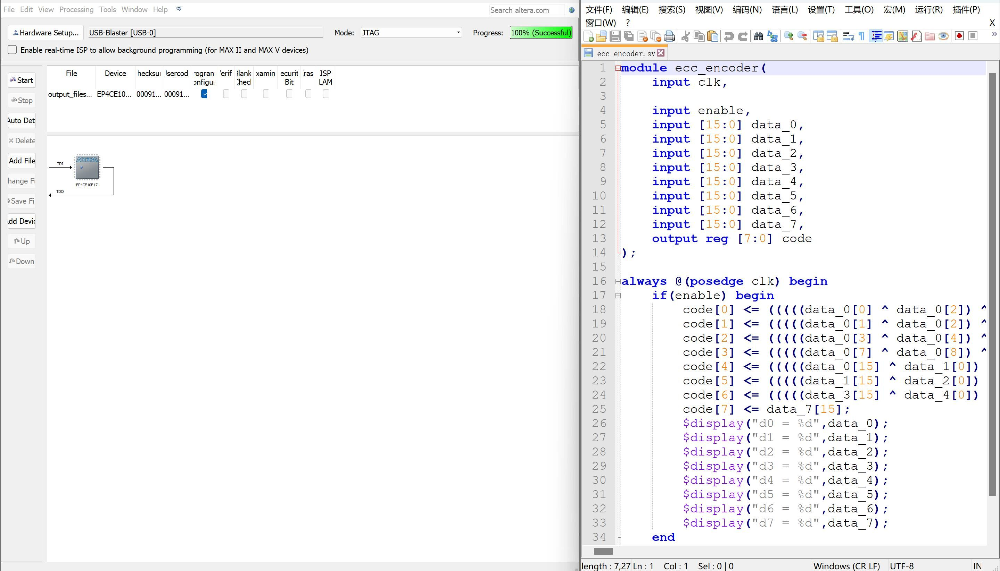 File Edit View Processing Tools Window Help
Search altera.com
Hardware Setup...
USB-Blaster [USB-0]
Mode:
JTAG
Progress:
100% (Successful)
Enable real-time ISP to allow background programming (for MAX II and MAX V devices)
Start
Stop
Auto Det
Delete
Add File
hange Fi
Save Fi
dd Devic
Up
Down
File Device hecksur Jsercod rogram onfigur Verif Blank Check xamin ecurit Bit ras ISP LAM
output_files... EP4CE10... 00091... 00091...
TDI
ALTERA
EP4CE10F17
TDO
文件(F) 编辑(E) 搜索(S) 视图(V) 编码(N) 语言(L) 设置(T) 工具(O) 宏(M) 运行(R) 插件(P)
窗口(W) ? X
ecc_encoder.sv
1 module ecc_encoder(
2 input clk,
3
4 input enable,
5 input [15:0] data_0,
6 input [15:0] data_1,
7 input [15:0] data_2,
8 input [15:0] data_3,
9 input [15:0] data_4,
10 input [15:0] data_5,
11 input [15:0] data_6,
12 input [15:0] data_7,
13 output reg [7:0] code
14 );
15
16 always @(posedge clk) begin
17 if(enable) begin
18 code[0] <= (((((data_0[0] ^ data_0[2]) ^
19 code[1] <= (((((data_0[1] ^ data_0[2]) ^
20 code[2] <= (((((data_0[3] ^ data_0[4]) ^
21 code[3] <= (((((data_0[7] ^ data_0[8]) ^
22 code[4] <= (((((data_0[15] ^ data_1[0])
23 code[5] <= (((((data_1[15] ^ data_2[0])
24 code[6] <= (((((data_3[15] ^ data_4[0])
25 code[7] <= data_7[15];
26 $display("d0 = %d",data_0);
27 $display("d1 = %d",data_1);
28 $display("d2 = %d",data_2);
29 $display("d3 = %d",data_3);
30 $display("d4 = %d",data_4);
31 $display("d5 = %d",data_5);
32 $display("d6 = %d",data_6);
33 $display("d7 = %d",data_7);
34 end
length : 7,27 Ln : 1 Col : 1 Sel : 0 | 0 Windows (CR LF) UTF-8 IN